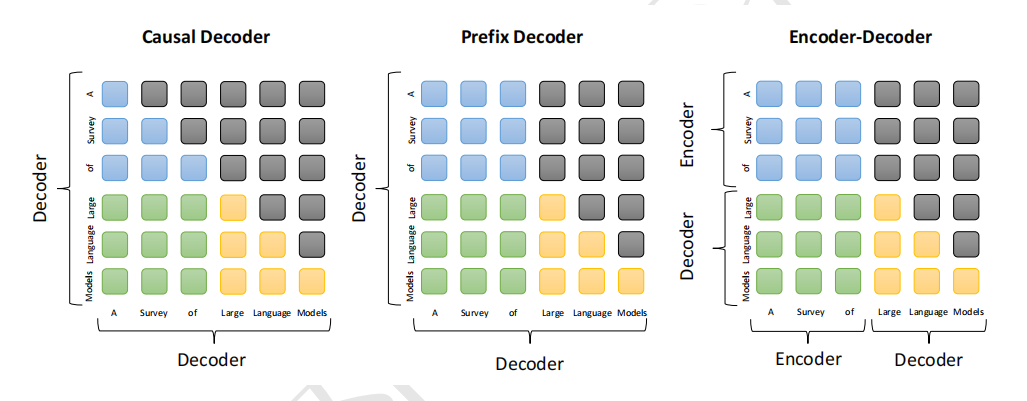 Causal Decoder
Decoder
A
Survey
of
Large
Language
Models
A Survey of Large Language Models
Decoder
Prefix Decoder
Decoder
A
Survey
of
Large
Language
Models
A Survey of Large Language Models
Decoder
Encoder-Decoder
Encoder
Decoder
A
Survey
of
Large
Language
Models
A Survey of Large Language Models
Encoder Decoder